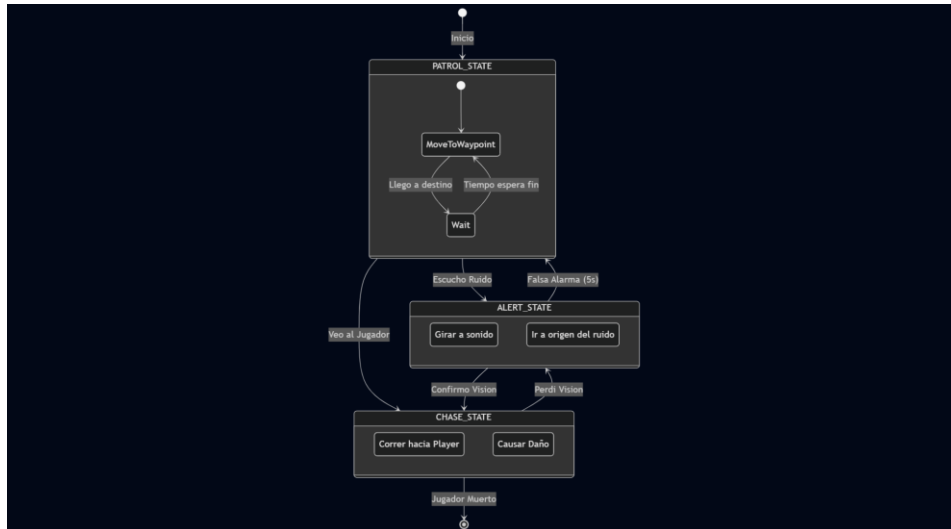 Inicio
PATROL_STATE
MoveToWaypoint
Llego a destino
Tiempo espera fin
Wait
Escucho Ruido
Falsa Alarma (5s)
ALERT_STATE
Girar a sonido
Ir a origen del ruido
Veo al Jugador
Confirmo Vision
Perdi Vision
CHASE_STATE
Correr hacia Player
Causar Daño
Jugador Muerto